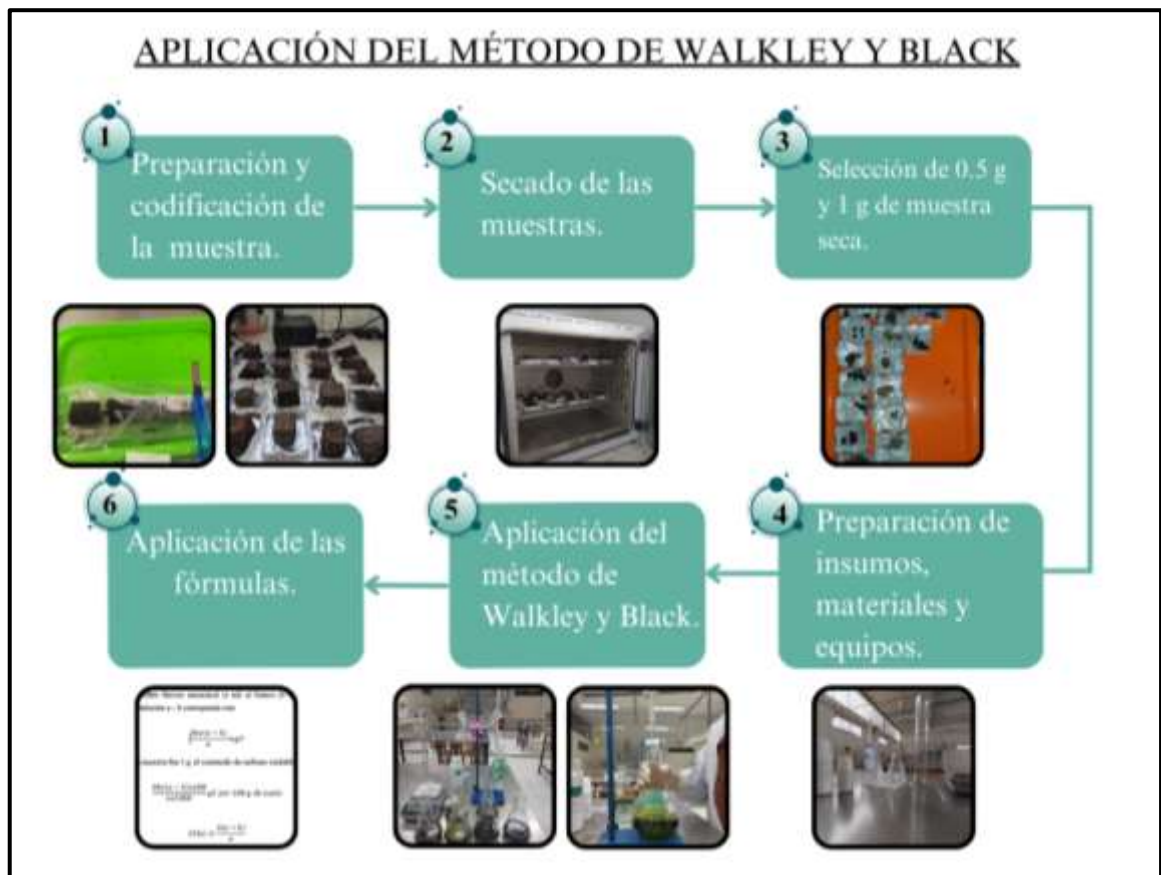 APLICACIÓN DEL MÉTODO DE WALKLEY Y BLACK
1
Preparación y
codificación de
la muestra.
2
Secado de las
muestras.
3
Selección de 0.5 g
y 1 g de muestra
seca.
4
Preparación de
insumos,
materiales y
equipos.
5
Aplicación del
método de
Walkley y Black.
6
Aplicación de las
fórmulas.